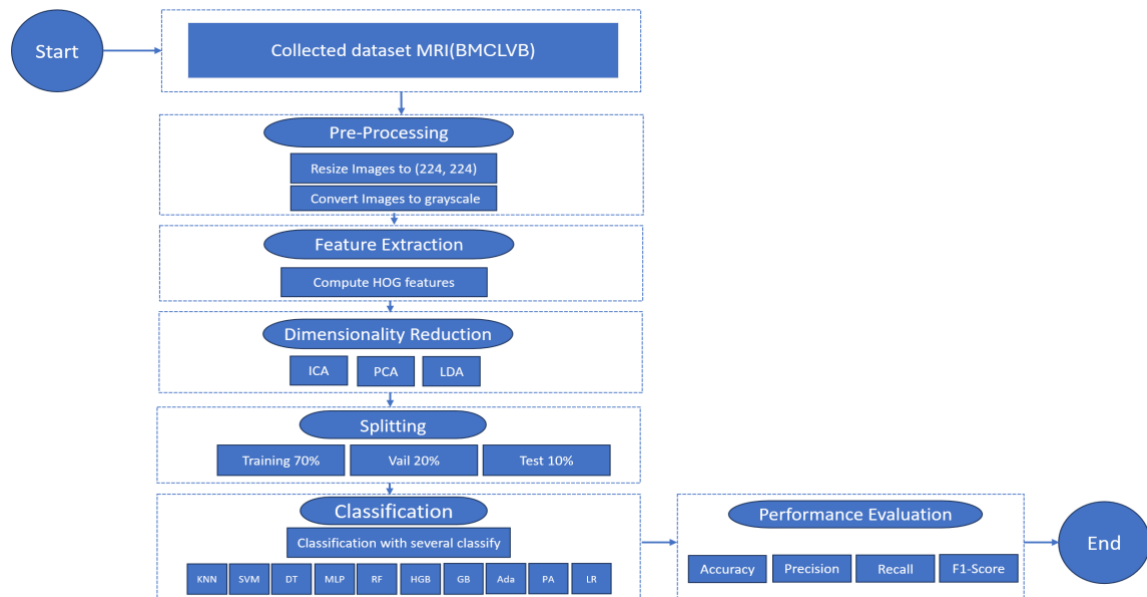 Start
Collected dataset MRI(BMCLVB)
Pre-Processing
Resize Images to (224, 224)
Convert Images to grayscale
Feature Extraction
Compute HOG features
Dimensionality Reduction
ICA
PCA
LDA
Splitting
Training 70%
Vail 20%
Test 10%
Classification
Classification with several classify
KNN
SVM
DT
MLP
RF
HGB
GB
Ada
PA
LR
Performance Evaluation
Accuracy
Precision
Recall
F1-Score
End